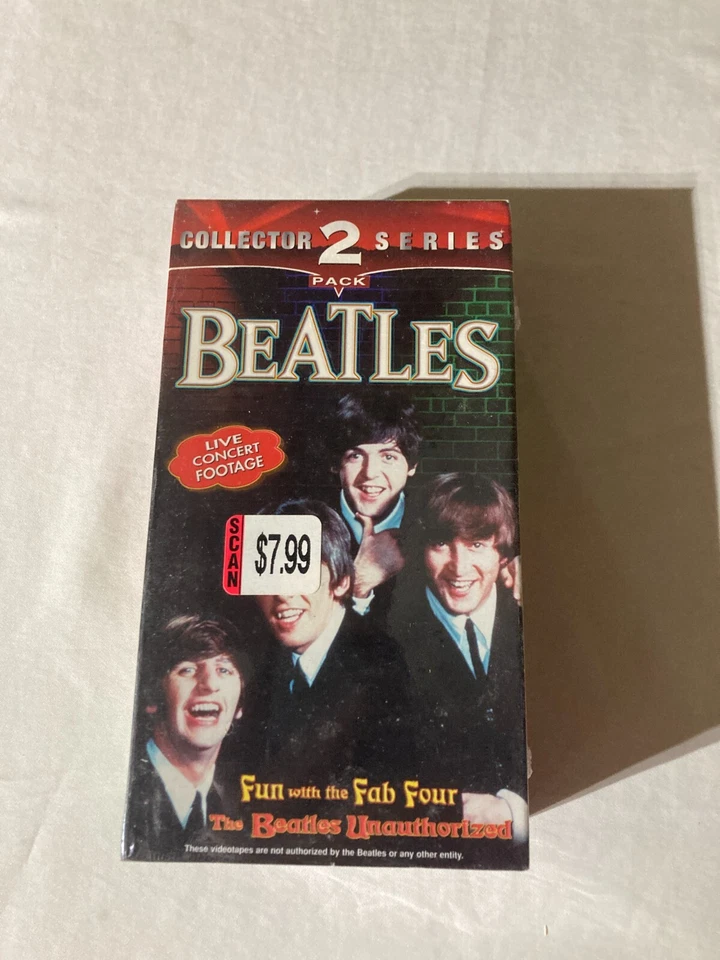 COLLECTOR 2 SERIES
PACK
BEATLES
LIVE
CONCERT
FOOTAGE
SCAN
$7.99
Fun with the Fab Four
The Beatles Unauthorized
These videotapes are not authorized by the Beatles or any other entity.